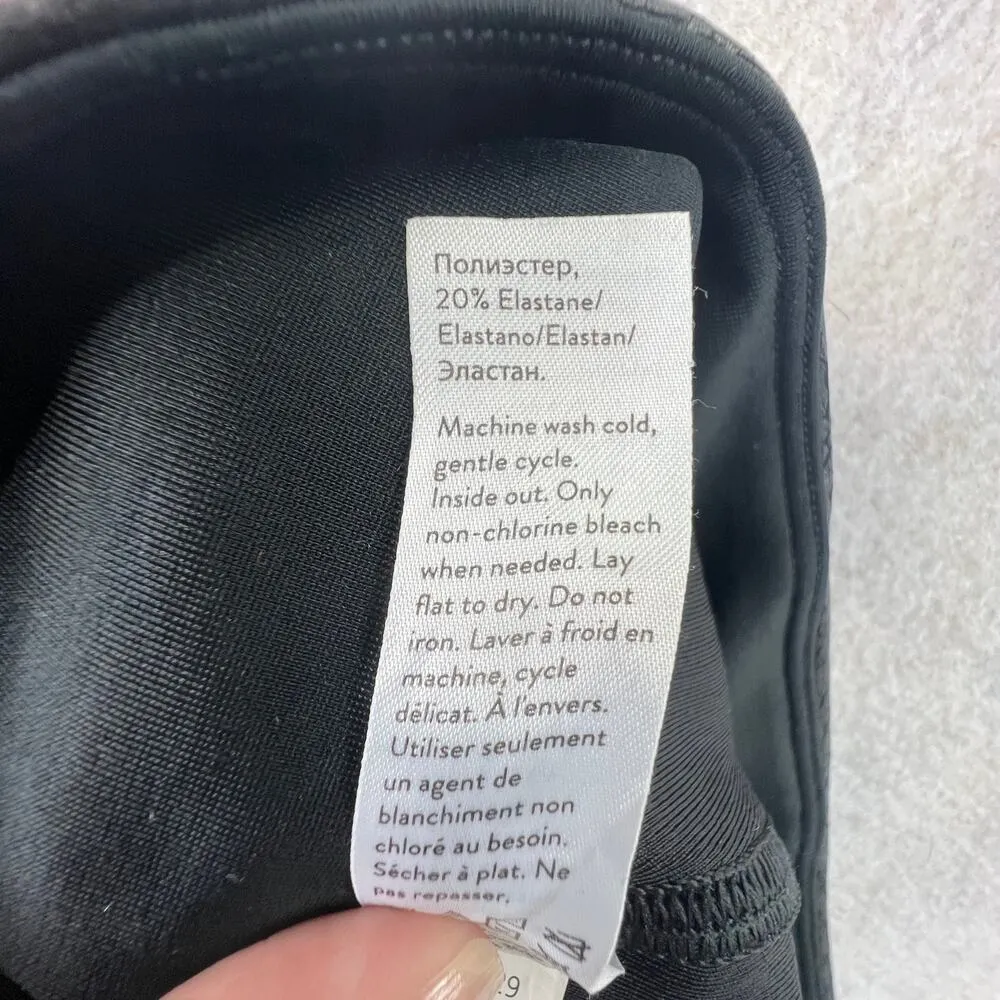 Полиэстер,
20% Elastane/
Elastano/Elastan/
Эластан.
Machine wash cold,
gentle cycle.
Inside out. Only
non-chlorine bleach
when needed. Lay
flat to dry. Do not
iron. Laver à froid en
machine, cycle
délicat. À l'envers.
Utiliser seulement
un agent de
blanchiment non
chloré au besoin.
Sécher à plat. Ne
pas repasser.